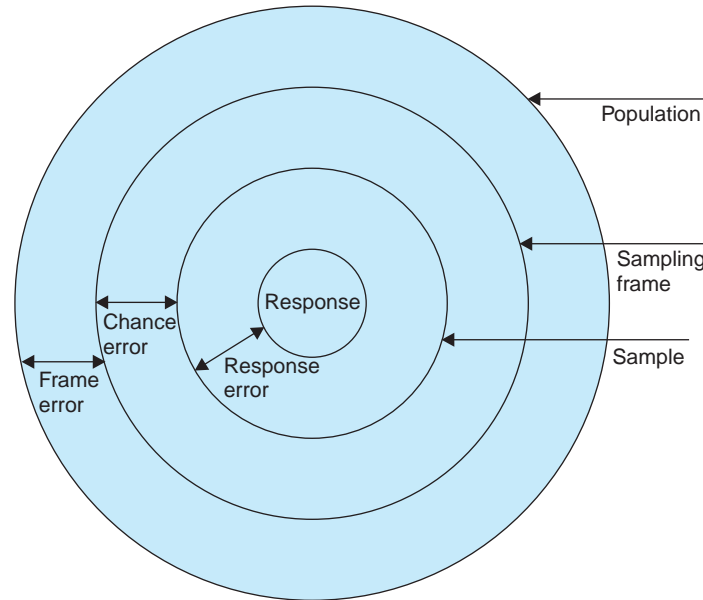 Population
Sampling
frame
Response
Chance
error
Response
error
Sample
Frame
error